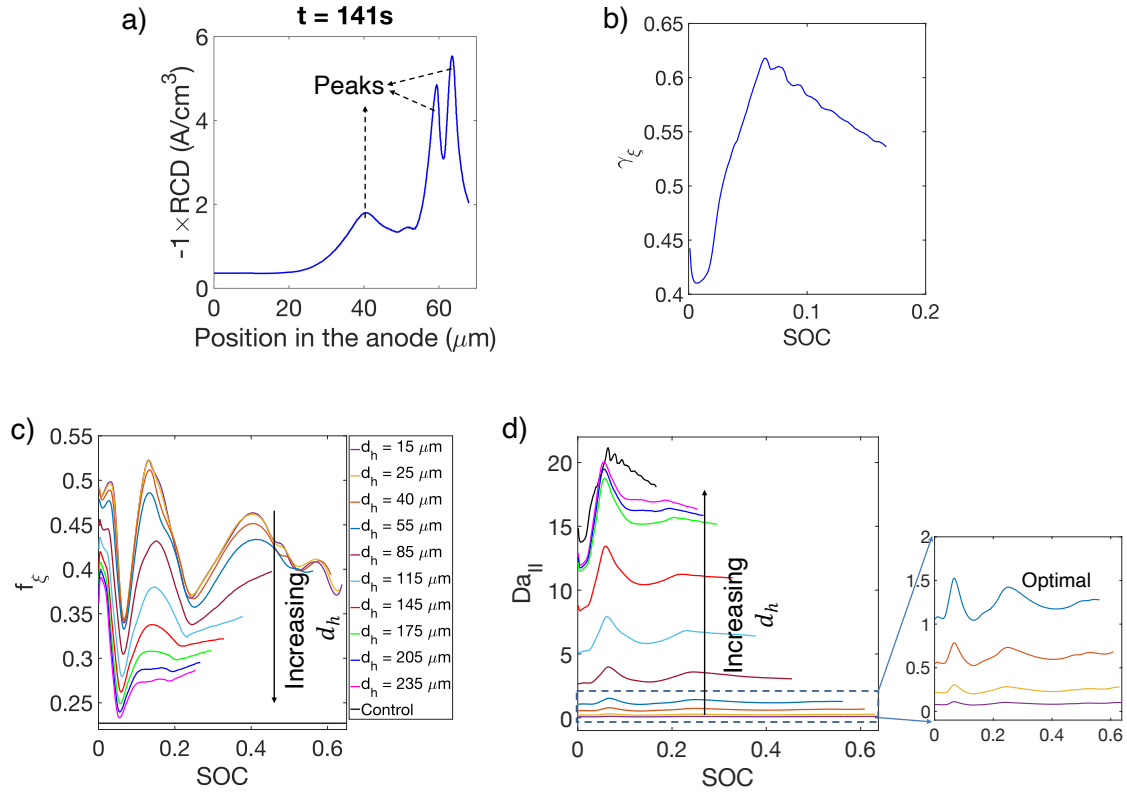 a)
t = 141s
6
4
2
0
-1×RCD (A/cm³)
Peaks
0 20 40 60
Position in the anode (μm)
b)
0.65
0.6
0.55
0.5
0.45
0.4
γξ
0 0.1 0.2
SOC
c)
0.55
0.5
0.45
0.4
0.35
0.3
0.25
fξ
Increasing
dh
0 0.2 0.4 0.6
SOC
dh = 15 μm
dh = 25 μm
dh = 40 μm
dh = 55 μm
dh = 85 μm
dh = 115 μm
dh = 145 μm
dh = 175 μm
dh = 205 μm
dh = 235 μm
Control
d)
20
15
10
5
0
DaII
Increasing
dh
0 0.2 0.4 0.6
SOC
2
1.5
1
0.5
0
Optimal
0 0.2 0.4 0.6